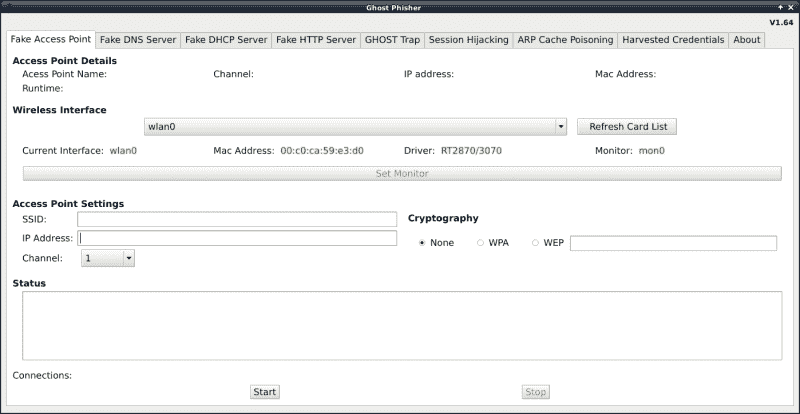 Ghost Phisher
V1.64
Fake Access Point Fake DNS Server Fake DHCP Server Fake HTTP Server GHOST Trap Session Hijacking ARP Cache Poisoning Harvested Credentials About
Access Point Details
Acess Point Name: Channel: IP address: Mac Address:
Runtime:
Wireless Interface
wlan0 Refresh Card List
Current Interface: wlan0 Mac Address: 00:c0:ca:59:e3:d0 Driver: RT2870/3070 Monitor: mon0
Set Monitor
Access Point Settings
SSID: Cryptography
IP Address: None WPA WEP
Channel: 1
Status
Connections:
Start Stop